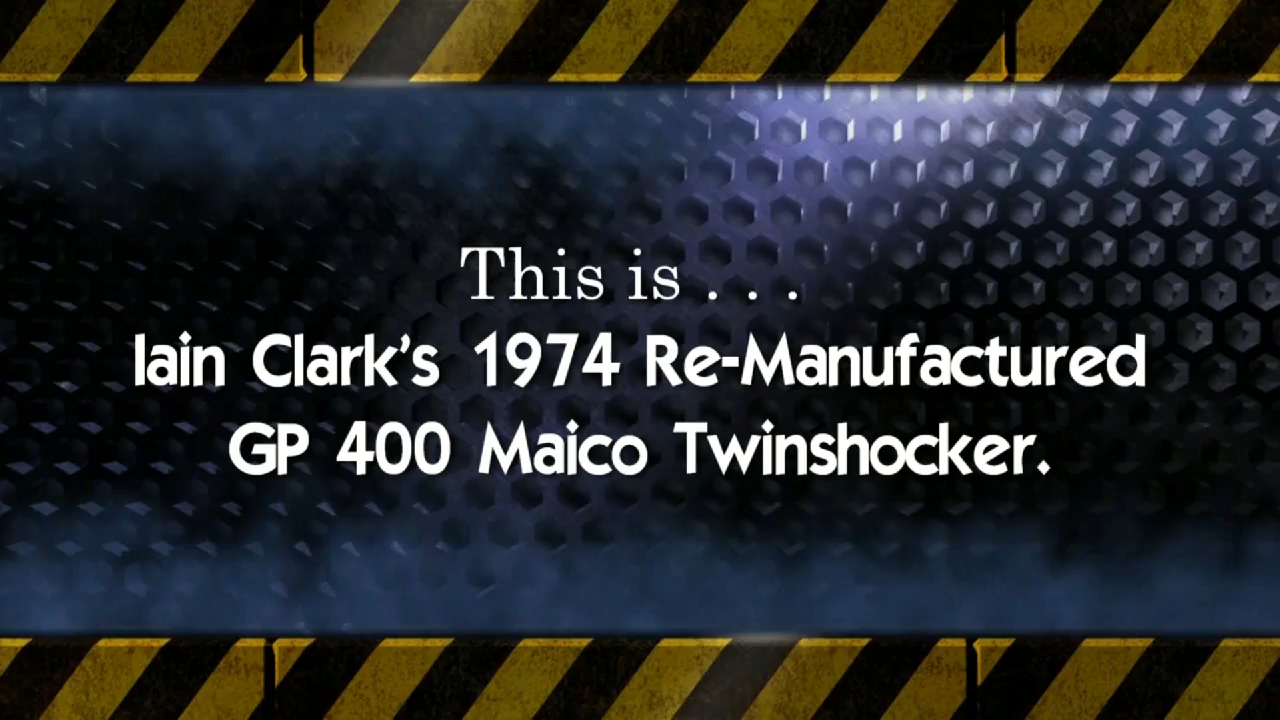 This is . . .
Iain Clark's 1974 Re-Manufactured
GP 400 Maico Twinshocker.